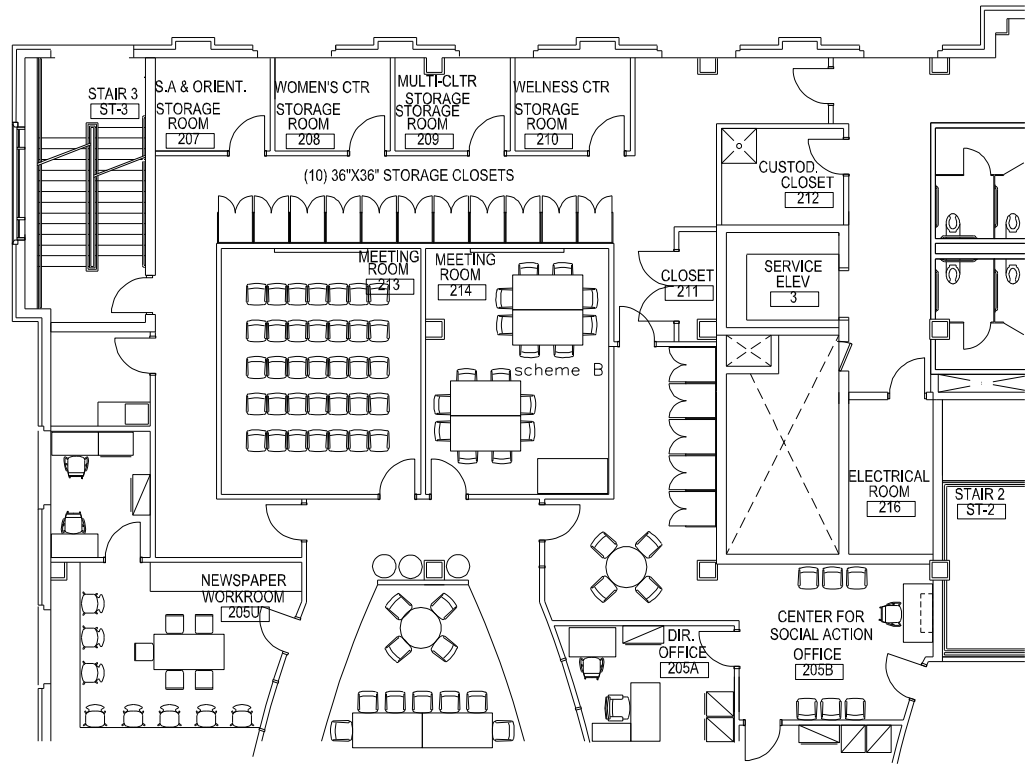 STAIR 3
ST-3
S.A & ORIENT.
STORAGE
ROOM
207
WOMEN'S CTR
STORAGE
ROOM
208
MULTI-CLTR
STORAGE
STORAGE
ROOM
209
WELNESS CTR
STORAGE
ROOM
210
(10) 36"X36" STORAGE CLOSETS
CUSTOD.
CLOSET
212
MEETING
ROOM
213
MEETING
ROOM
214
CLOSET
211
SERVICE
ELEV
3
scheme B
ELECTRICAL
ROOM
216
STAIR 2
ST-2
NEWSPAPER
WORKROOM
205U
DIR.
OFFICE
205A
CENTER FOR
SOCIAL ACTION
OFFICE
205B